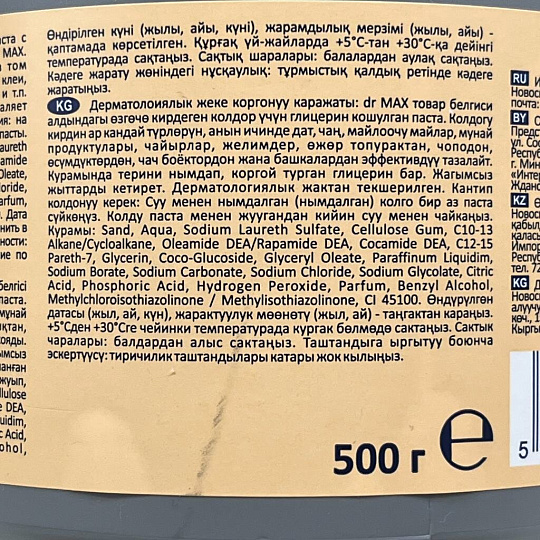 Өндірілген күні (жылы, айы, күні), жарамдылық мерзімі (жылы, айы) -
қаптамада көрсетілген. Құрғақ үй-жайларда +5°С-тан +30°С-қа дейінгі
температурада сақтаңыз. Сақтық шаралары: балалардан аулақ сақтаңыз.
Кәдеге жарату жөніндегі нұсқаулық: тұрмыстық қалдық ретінде кәдеге
жаратыңыз.
KG Дерматологиялык жеке коргонуу каражаты: dr MAX товар белгиси
алдындагы өзгөчө кирдеген колдор үчүн глицерин кошулган паста. Колдогу
кирдин ар кандай түрлөрүн, анын ичинде дат, чаң, майлоочу майлар, мунай
продуктулары, чайырлар, желимдер, өжөр топурактан, чоподон,
өсүмдүктөрдөн, чач боёктордон жана башкалардан эффективдүү тазалайт.
Курамында терини нымдап, коргой турган глицерин бар. Жагымсыз
жыттарды кетирет. Дерматологиялык жактан текшерилген. Кантип
колдонуу керек: Суу менен нымдалган (нымдалган) колго бир аз паста
сүйкөңүз. Колду паста менен жуугандан кийин суу менен чайкаңыз.
Курамы: Sand, Aqua, Sodium Laureth Sulfate, Cellulose Gum, C10-13
Alkane/Cycloalkane, Oleamide DEA/Rapamide DEA, Cocamide DEA, C12-15
Pareth-7, Glycerin, Coco-Glucoside, Glyceryl Oleate, Paraffinum Liquidim,
Sodium Borate, Sodium Carbonate, Sodium Chloride, Sodium Glycolate, Citric
Acid, Phosphoric Acid, Hydrogen Peroxide, Parfum, Benzyl Alcohol,
Methylchloroisothiazolinone / Methylisothiazolinone, CI 45100. Өндүрүлгөн
датасы (жыл, ай, күн), жарактуулук мөөнөтү (жыл, ай) - таңгактан караңыз.
+5°Сден +30°Сге чейинки температурада кургак бөлмөдө сактаңыз. Сактык
чаралары: балдардан алыс сактаңыз. Таштандыга ыргытуу боюнча
эскертүүсү: тиричилик таштандылары катары жок кылыңыз.
500 г ℮
RU
BY
KZ
KG
5